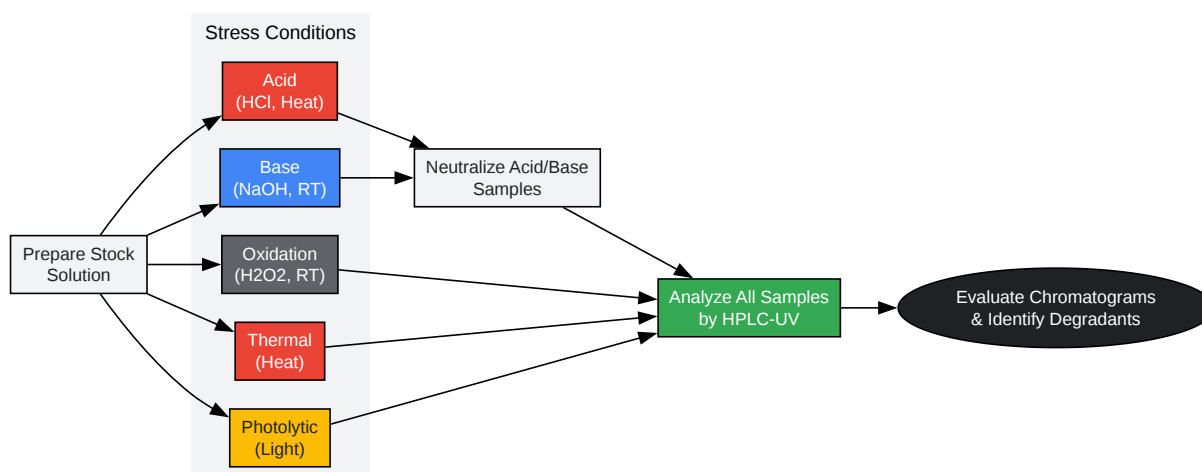 Stress Conditions
Acid
(HCl, Heat)
Base
(NaOH, RT)
Neutralize Acid/Base
Samples
Prepare Stock
Solution
Oxidation
(H2O2, RT)
Analyze All Samples
by HPLC-UV
Evaluate Chromatograms
& Identify Degradants
Thermal
(Heat)
Photolytic
(Light)